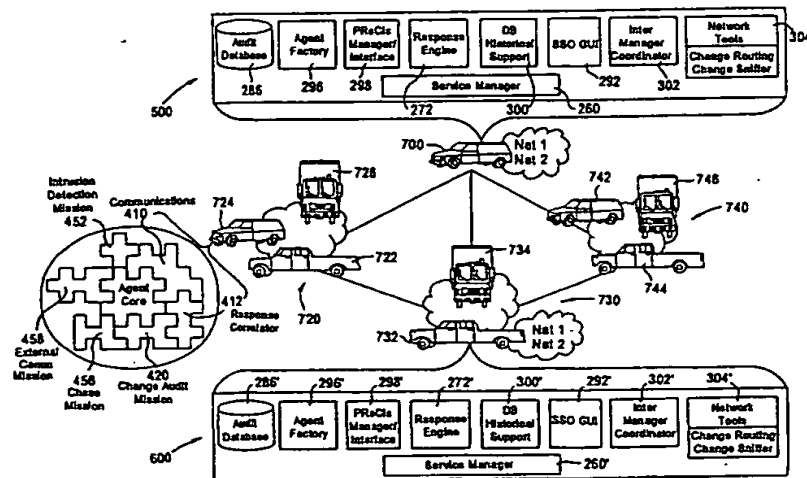 Audit Database
286
Agent Factory
296
PReCIs Manager/ Interface
298
Response Engine
DB Historical Support
SSO GUI
292
Inter Manager Coordinator
302
Network Tools
Change Routing
Change Sniffer
304
Service Manager
272
300
260
500
700
Net 1
Net 2
Intrusion Detection Mission
452
Communications
410
724
728
722
720
742
746
740
744
734
730
732
Net 1
Net 2
Agent Core
412
Response Correlator
458
External Comm Mission
456
Chase Mission
420
Change Audit Mission
286"
296"
298"
272"
300"
292"
302"
304"
Audit Database
Agent Factory
PReCIs Manager/ Interface
Response Engine
DB Historical Support
SSO GUI
Inter Manager Coordinator
Network Tools
Change Routing
Change Sniffer
600
Service Manager
260"